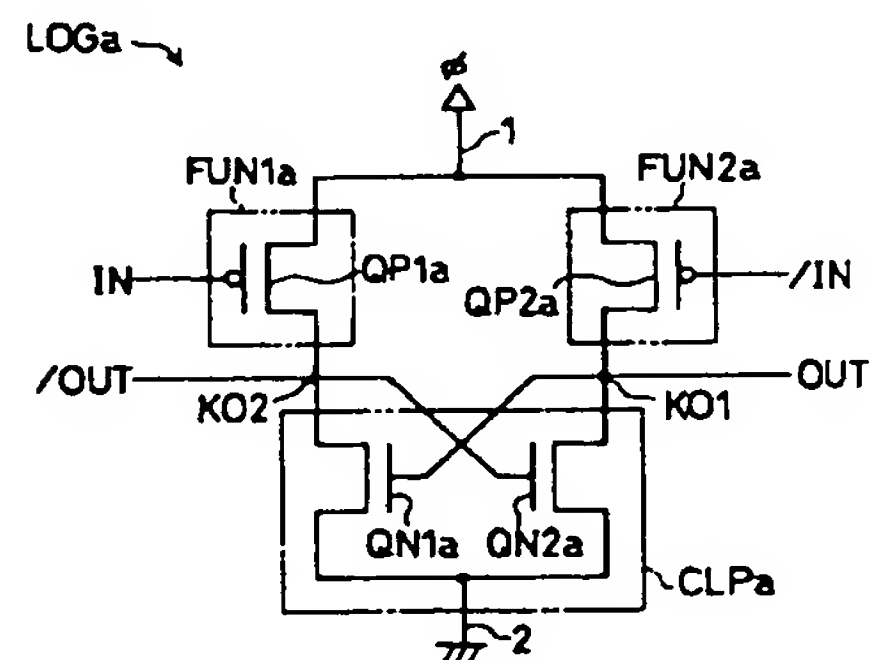 LOGa
ø
1
FUN1a
FUN2a
IN
QP1a
QP2a
/IN
/OUT
KO2
KO1
OUT
QN1a
QN2a
CLPa
2